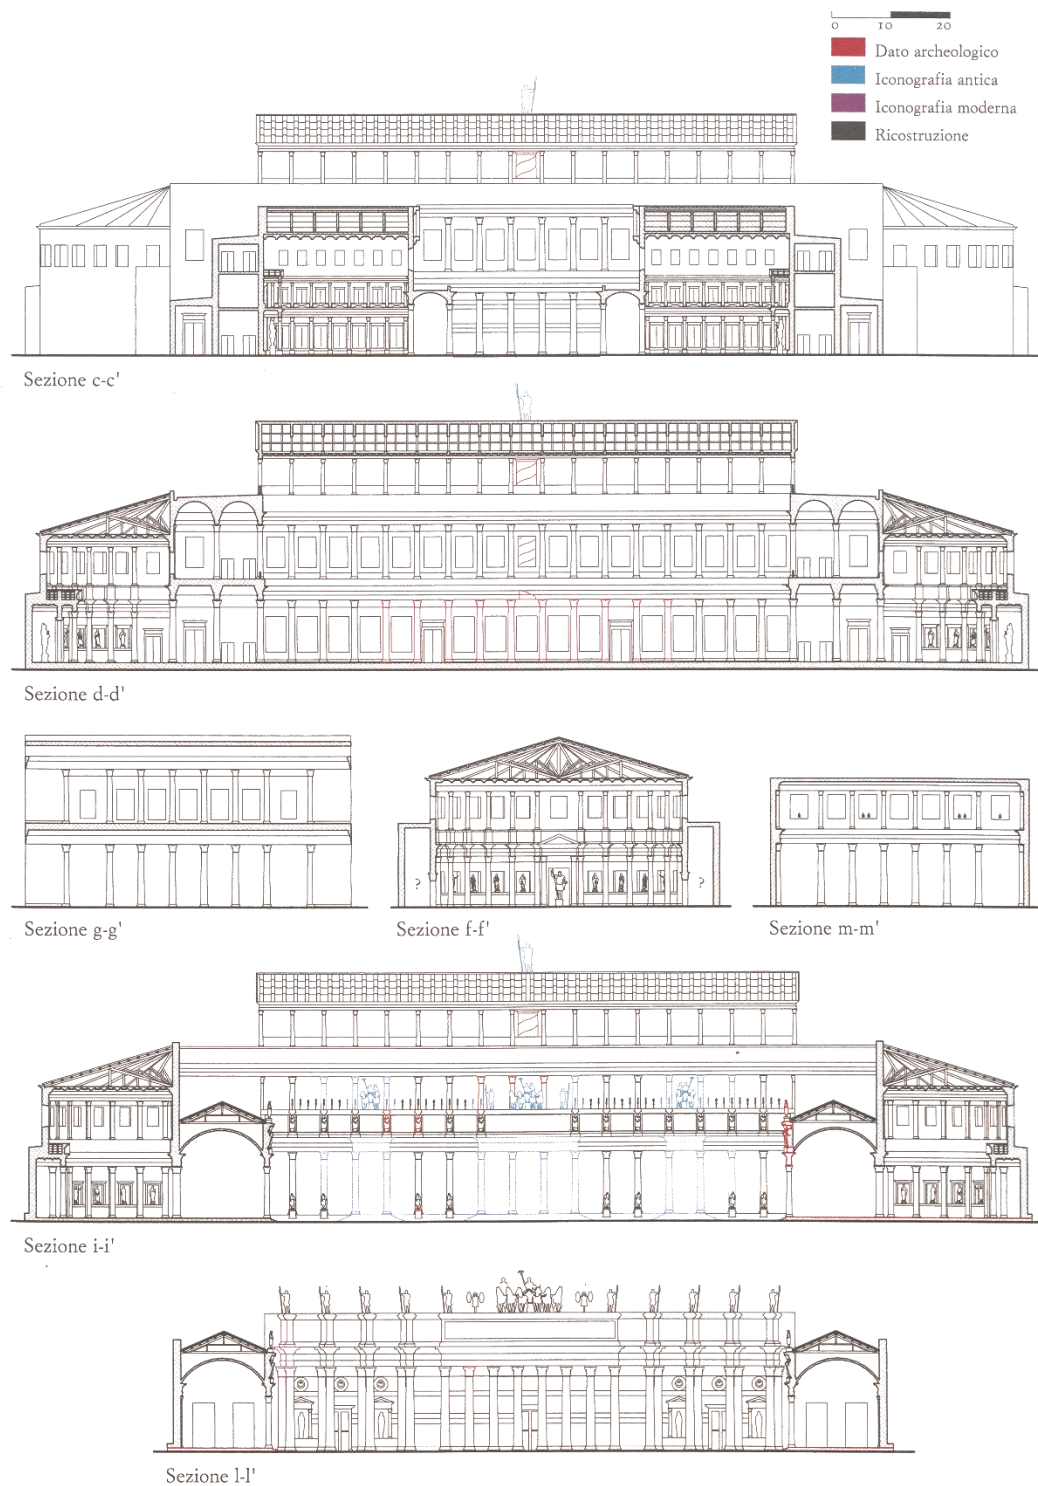 0 10 20
Dato archeologico
Iconografia antica
Iconografia moderna
Ricostruzione
Sezione c-c'
Sezione d-d'
? ?
Sezione g-g' Sezione f-f' Sezione m-m'
Sezione i-i'
Sezione l-l'